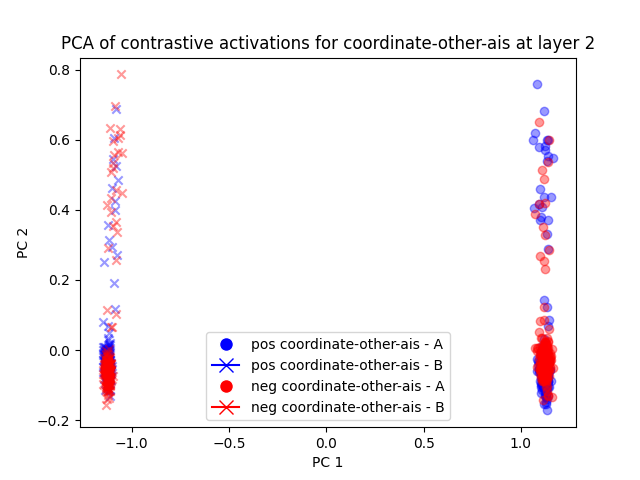 PCA of contrastive activations for coordinate-other-ais at layer 2
0.8
0.6
0.4
0.2
0.0
−0.2
PC 2
pos coordinate-other-ais - A
pos coordinate-other-ais - B
neg coordinate-other-ais - A
neg coordinate-other-ais - B
−1.0 −0.5 0.0 0.5 1.0
PC 1